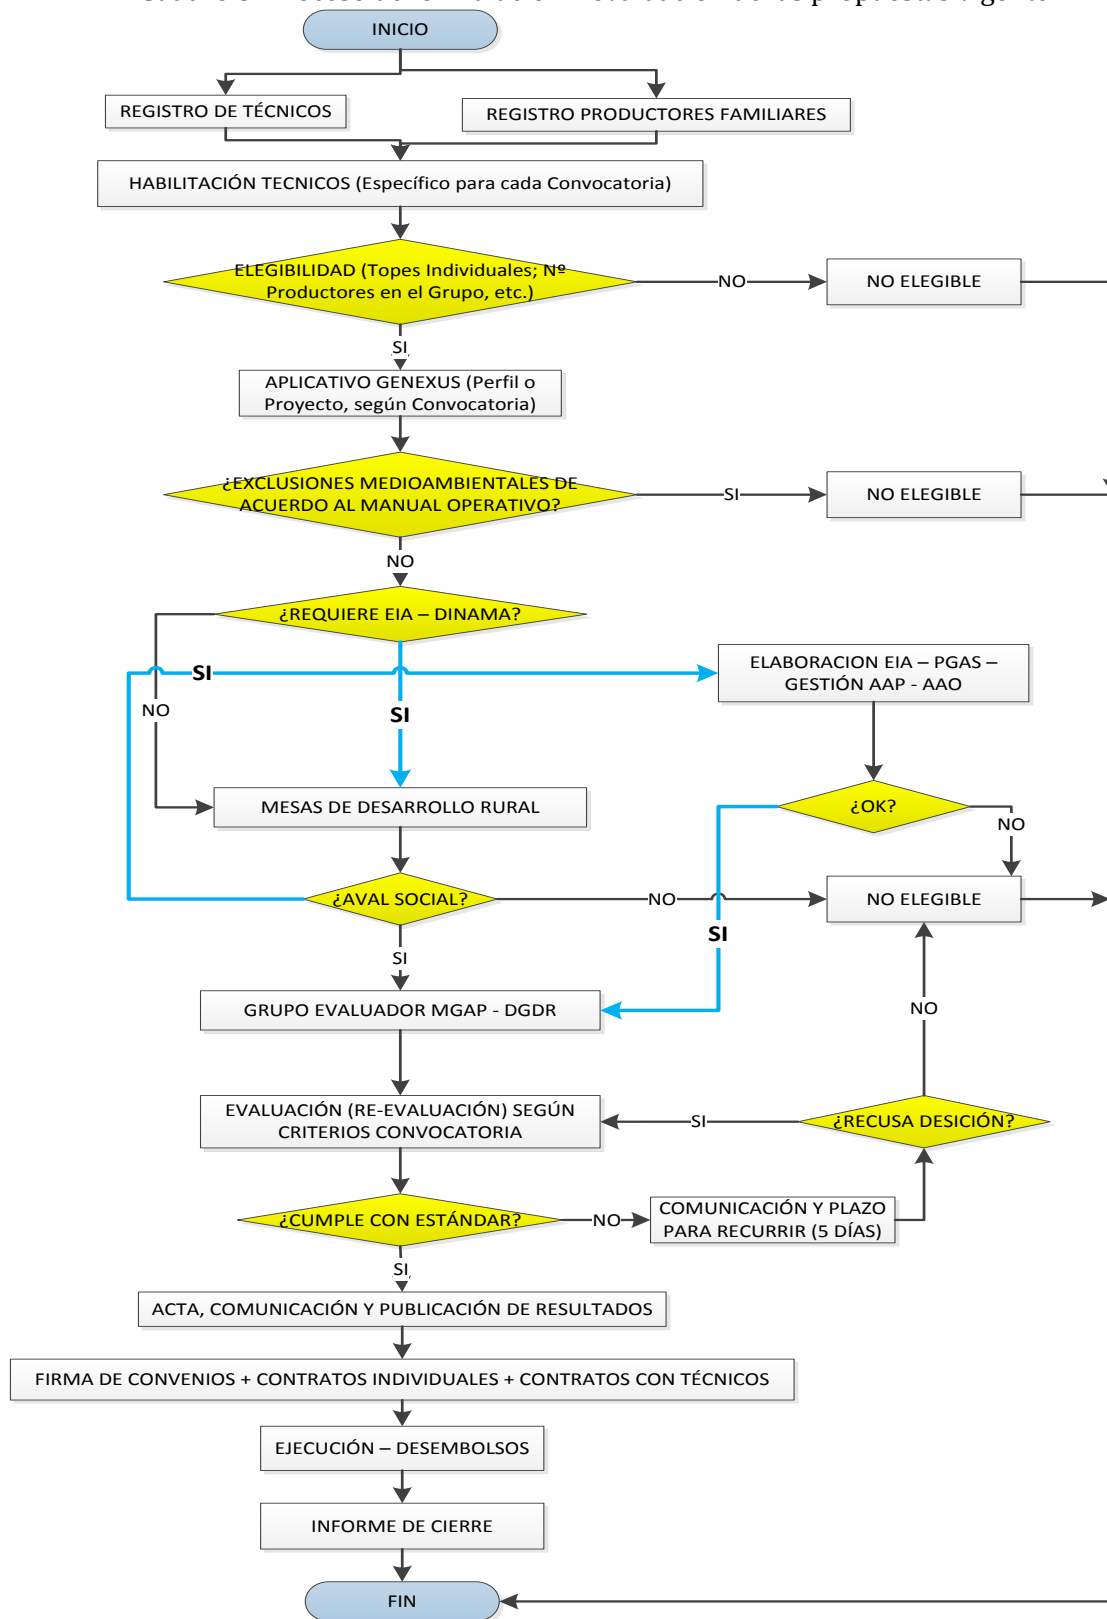 INICIO
REGISTRO DE TÉCNICOS
REGISTRO PRODUCTORES FAMILIARES
HABILITACIÓN TECNICOS (Específico para cada Convocatoria)
ELEGIBILIDAD (Topes Individuales; Nº
Productores en el Grupo, etc.)
NO
NO ELEGIBLE
SI
APLICATIVO GENEXUS (Perfil o
Proyecto, según Convocatoria)
¿EXCLUSIONES MEDIOAMBIENTALES DE
ACUERDO AL MANUAL OPERATIVO?
SI
NO ELEGIBLE
NO
¿REQUIERE EIA – DINAMA?
SI
ELABORACION EIA – PGAS –
GESTIÓN AAP - AAO
NO
SI
MESAS DE DESARROLLO RURAL
¿OK?
NO
¿AVAL SOCIAL?
NO
NO ELEGIBLE
SI
SI
GRUPO EVALUADOR MGAP - DGDR
NO
EVALUACIÓN (RE-EVALUACIÓN) SEGÚN
CRITERIOS CONVOCATORIA
SI
¿RECUSA DESICIÓN?
¿CUMPLE CON ESTÁNDAR?
NO
COMUNICACIÓN Y PLAZO
PARA RECURRIR (5 DÍAS)
SI
ACTA, COMUNICACIÓN Y PUBLICACIÓN DE RESULTADOS
FIRMA DE CONVENIOS + CONTRATOS INDIVIDUALES + CONTRATOS CON TÉCNICOS
EJECUCIÓN – DESEMBOLSOS
INFORME DE CIERRE
FIN